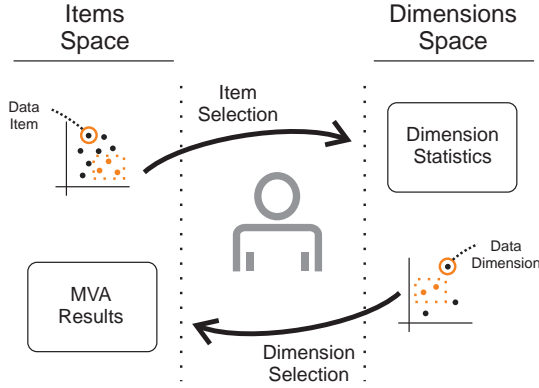 Items
Space
Dimensions
Space
Data
Item
Item
Selection
Dimension
Statistics
MVA
Results
Data
Dimension
Dimension
Selection